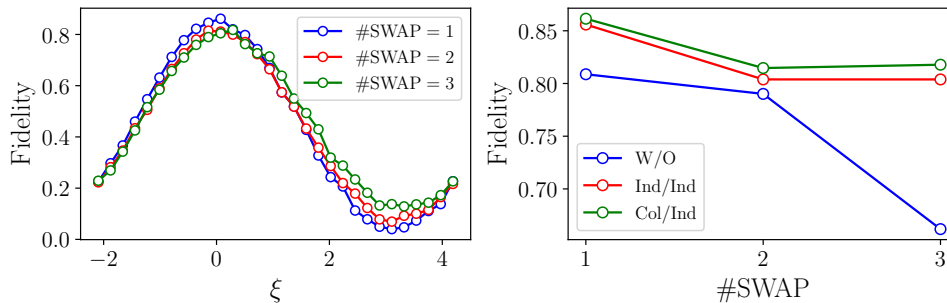 Fidelity
0.8
0.6
0.4
0.2
0.0
−2
0
2
4
ξ
#SWAP = 1
#SWAP = 2
#SWAP = 3
Fidelity
0.85
0.80
0.75
0.70
1
2
3
#SWAP
W/O
Ind/Ind
Col/Ind